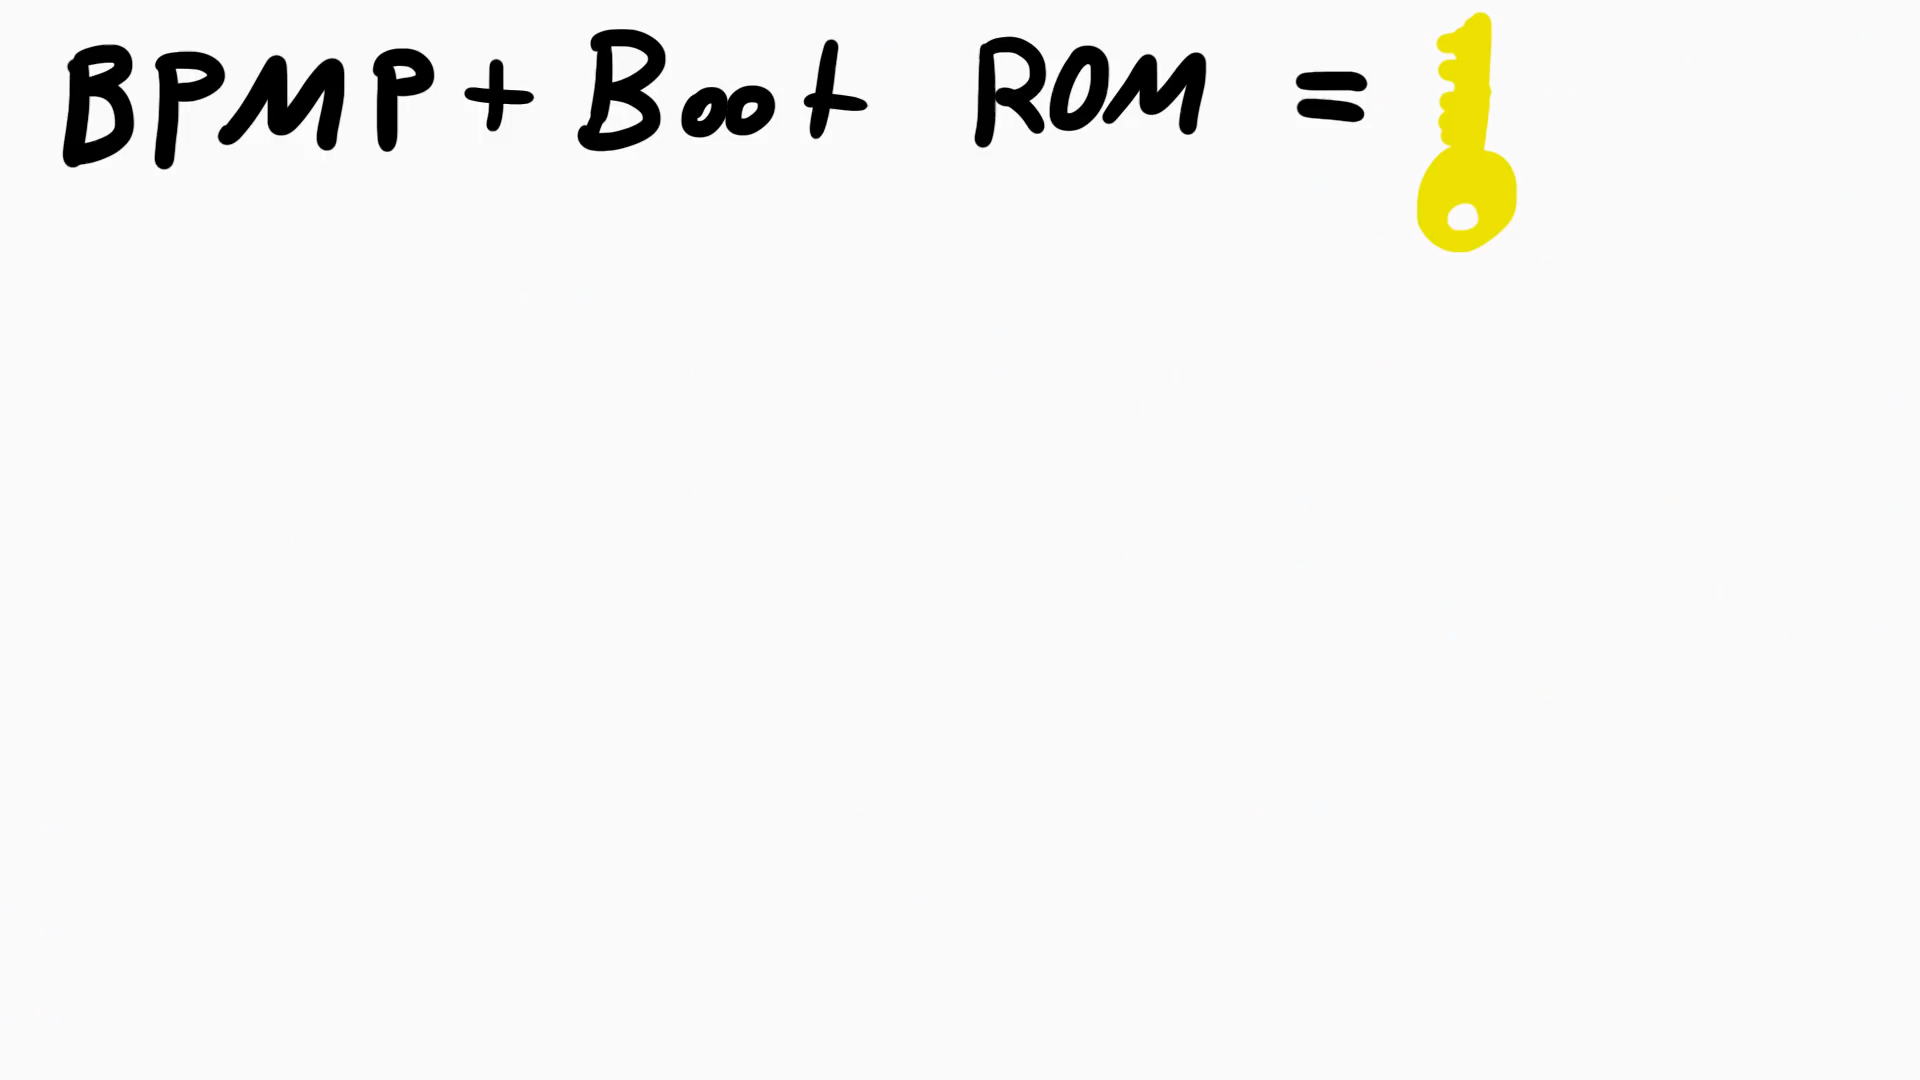 BPMP + Boot ROM =